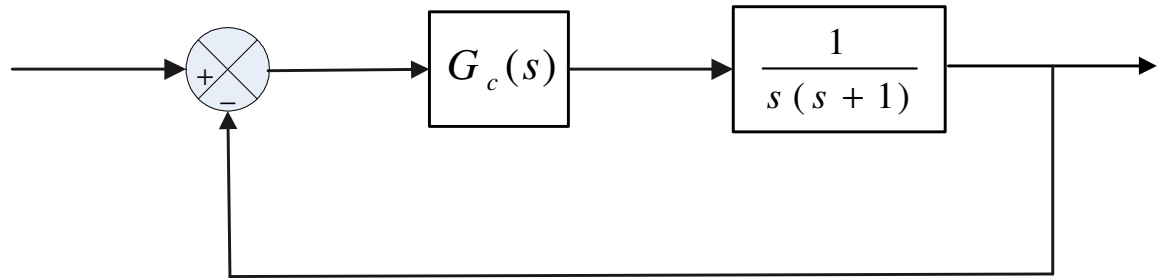 +
−
G_c(s)
1
s(s + 1)